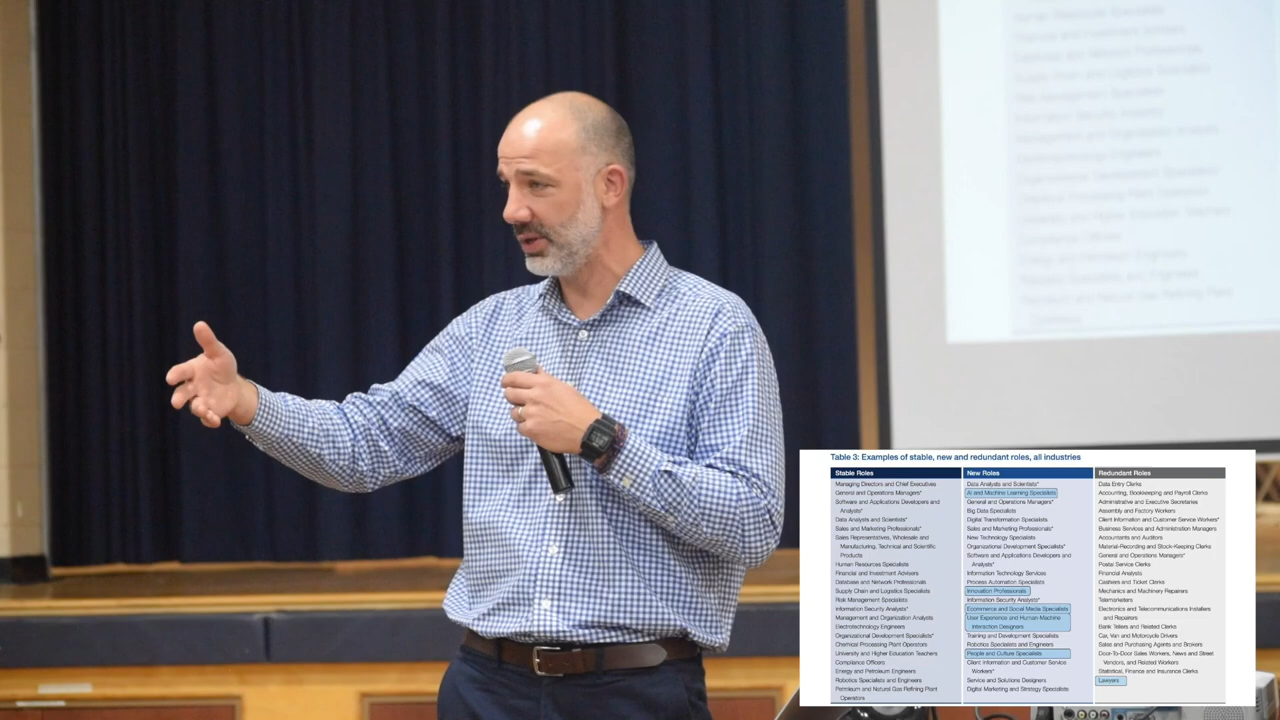 Table 3: Examples of stable, new and redundant roles, all industries
Stable Roles
Managing Directors and Chief Executives
General and Operations Managers*
Software and Applications Developers and
Analysts*
Data Analysts and Scientists*
Sales and Marketing Professionals*
Sales Representatives, Wholesale and
Manufacturing, Technical and Scientific
Products
Human Resources Specialists
Financial and Investment Advisers
Database and Network Professionals
Supply Chain and Logistics Specialists
Risk Management Specialists
Information Security Analysts*
Management and Organization Analysts
Electrotechnology Engineers
Organizational Development Specialists*
Chemical Processing Plant Operators
University and Higher Education Teachers
Compliance Officers
Energy and Petroleum Engineers
Robotics Specialists and Engineers
Petroleum and Natural Gas Refining Plant
Operators
New Roles
Data Analysts and Scientists*
AI and Machine Learning Specialists
General and Operations Managers*
Big Data Specialists
Digital Transformation Specialists
Sales and Marketing Professionals*
New Technology Specialists
Organizational Development Specialists*
Software and Applications Developers and
Analysts*
Information Technology Services
Process Automation Specialists
Innovation Professionals
Information Security Analysts*
Ecommerce and Social Media Specialists
User Experience and Human-Machine
Interaction Designers
Training and Development Specialists
Robotics Specialists and Engineers
People and Culture Specialists
Client Information and Customer Service
Workers*
Service and Solutions Designers
Digital Marketing and Strategy Specialists
Redundant Roles
Data Entry Clerks
Accounting, Bookkeeping and Payroll Clerks
Administrative and Executive Secretaries
Assembly and Factory Workers
Client Information and Customer Service Workers*
Business Services and Administration Managers
Accountants and Auditors
Material-Recording and Stock-Keeping Clerks
General and Operations Managers*
Postal Service Clerks
Financial Analysts
Cashiers and Ticket Clerks
Mechanics and Machinery Repairers
Telemarketers
Electronics and Telecommunications Installers
and Repairers
Bank Tellers and Related Clerks
Car, Van and Motorcycle Drivers
Sales and Purchasing Agents and Brokers
Door-To-Door Sales Workers, News and Street
Vendors, and Related Workers
Statistical, Finance and Insurance Clerks
Lawyers